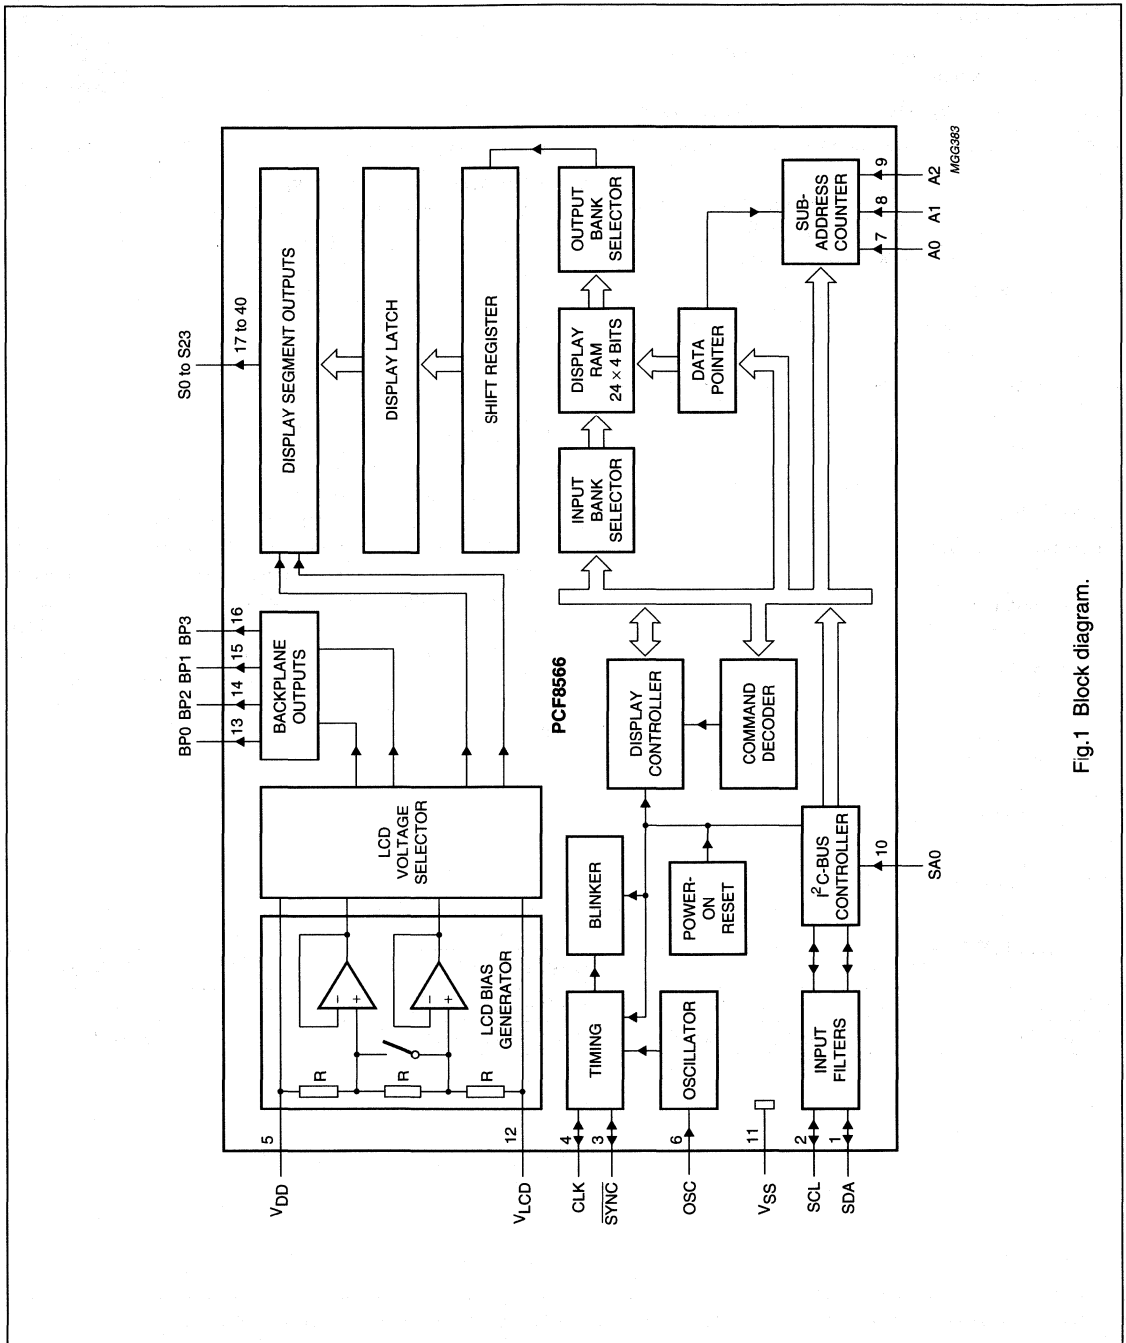 S0 to S23
17 to 40
BP0 BP2 BP1 BP3
13 14 15 16
DISPLAY SEGMENT OUTPUTS
BACKPLANE
OUTPUTS
DISPLAY LATCH
SHIFT REGISTER
LCD
VOLTAGE
SELECTOR
LCD BIAS
GENERATOR
R
R
R
−
+
−
+
VDD
5
VLCD
12
PCF8566
CLK
4
SYNC
3
OSC
6
VSS
11
SCL
2
SDA
1
TIMING
BLINKER
OSCILLATOR
INPUT
FILTERS
POWER-
ON
RESET
I2C-BUS
CONTROLLER
10
SA0
DISPLAY
CONTROLLER
COMMAND
DECODER
INPUT
BANK
SELECTOR
DISPLAY
RAM
24 × 4 BITS
OUTPUT
BANK
SELECTOR
DATA
POINTER
SUB-
ADDRESS
COUNTER
7 8 9
A0 A1 A2
MGG383
Fig.1 Block diagram.